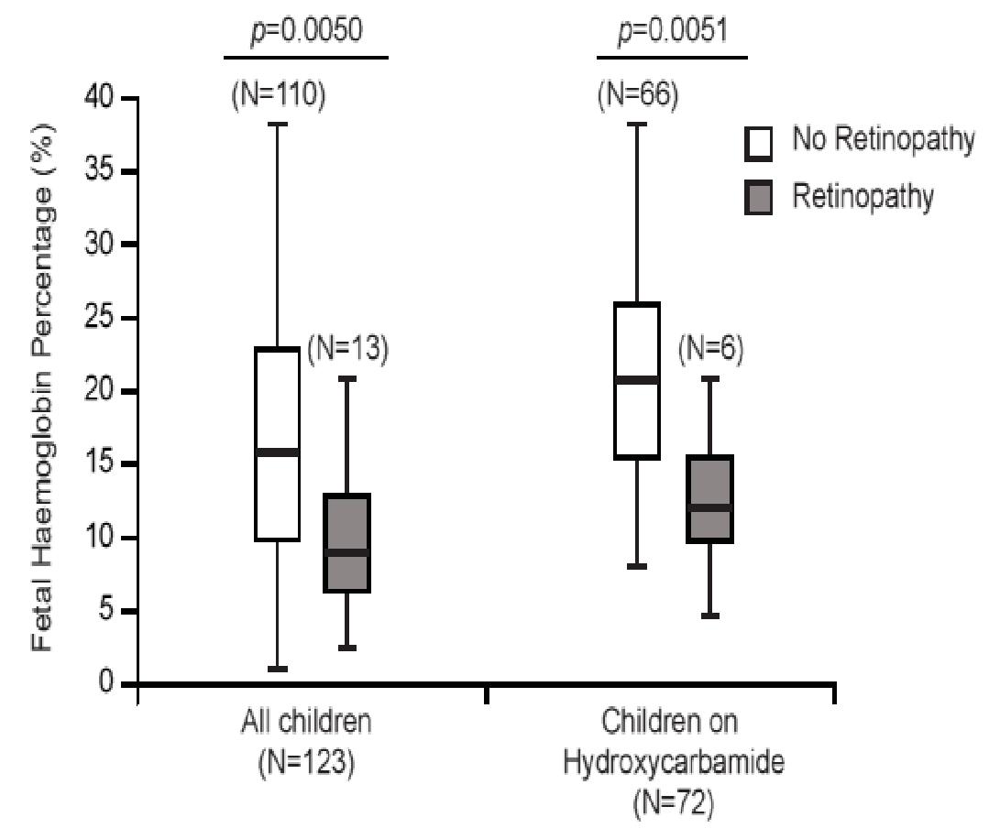 p=0.0050
p=0.0051
(N=110)
(N=66)
No Retinopathy
Retinopathy
(N=13)
(N=6)
Fetal Haemoglobin Percentage (%)
40
35
30
25
20
15
10
5
0
All children
(N=123)
Children on
Hydroxycarbamide
(N=72)